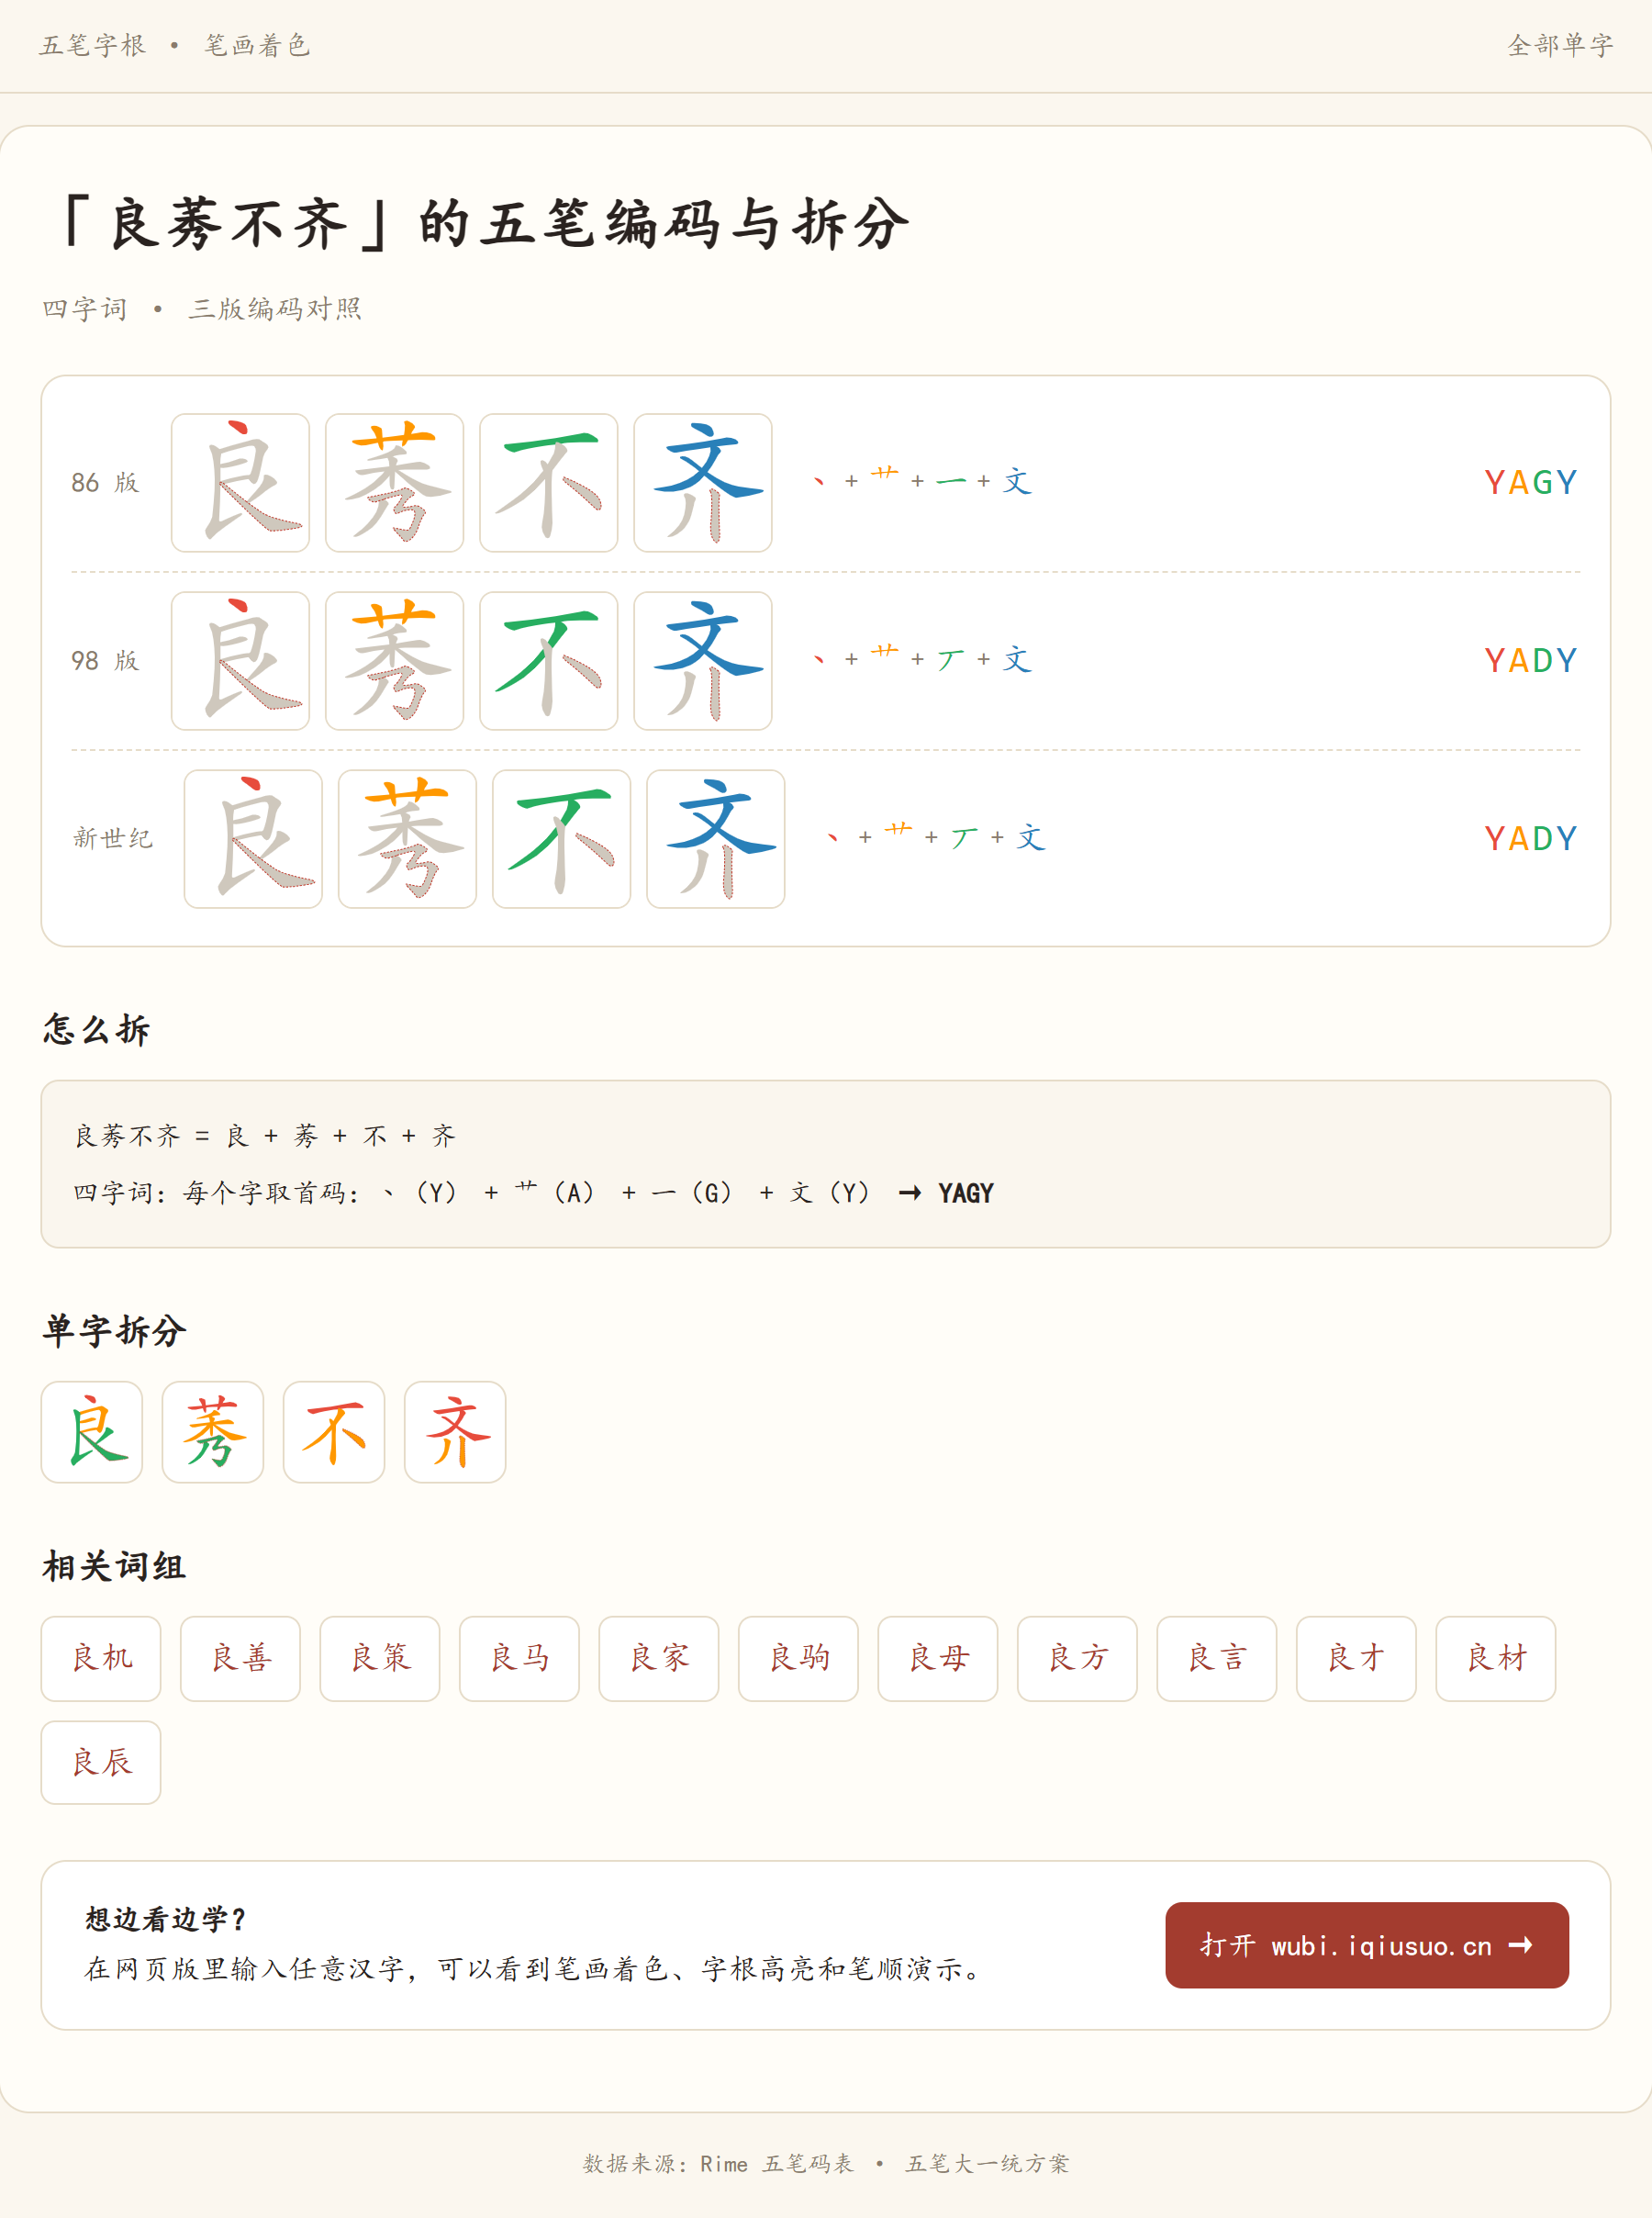 五笔字根 • 笔画着色
全部单字
「良莠不齐」的五笔编码与拆分
四字词 • 三版编码对照
86 版 良 莠 不 齐 丶 + 艹 + 一 + 文 YAGY
98 版 良 莠 不 齐 丶 + 艹 + 丆 + 文 YADY
新世纪 良 莠 不 齐 丶 + 艹 + 丆 + 文 YADY
怎么拆
良莠不齐 = 良 + 莠 + 不 + 齐
四字词：每个字取首码：丶（Y） + 艹（A） + 一（G） + 文（Y） → YAGY
单字拆分
良 莠 不 齐
相关词组
良机 良善 良策 良马 良家 良驹 良母 良方 良言 良才 良材
良辰
想边看边学？
在网页版里输入任意汉字，可以看到笔画着色、字根高亮和笔顺演示。
打开 wubi.iqiusuo.cn →
数据来源：Rime 五笔码表 • 五笔大一统方案